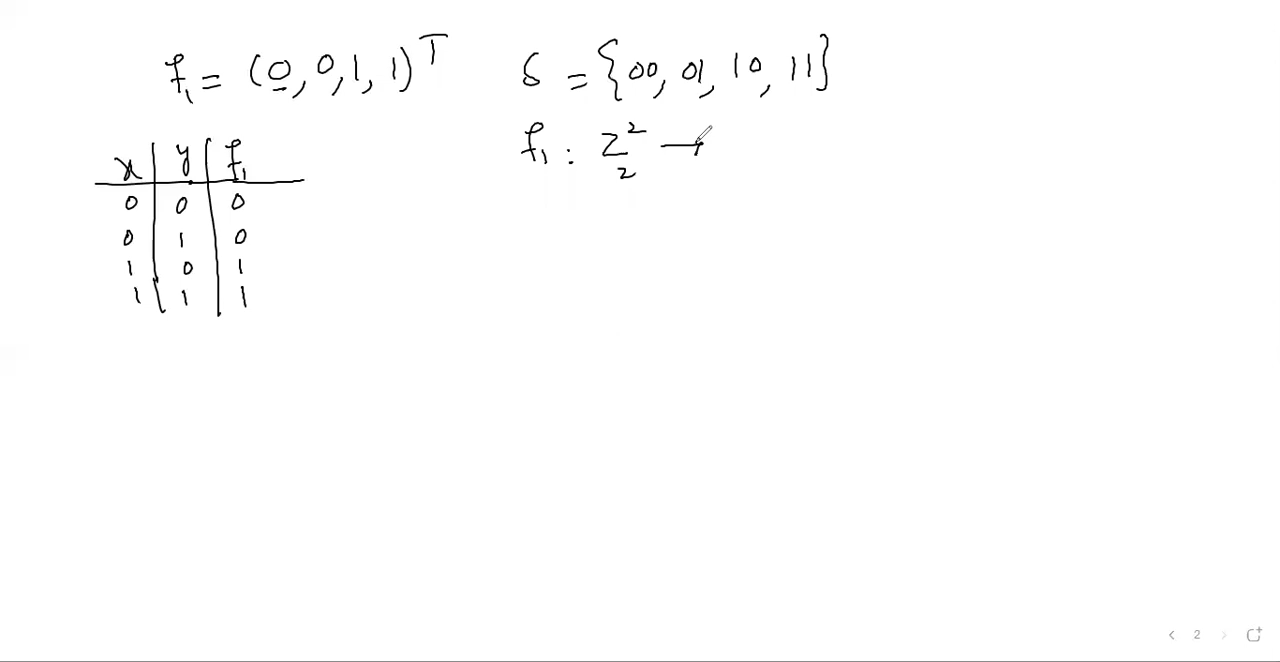 f₁ = (0, 0, 1, 1)ᵀ
S = {00, 01, 10, 11}
f₁ : Z₂² →
x | y | f₁
0 | 0 | 0
0 | 1 | 0
1 | 0 | 1
1 | 1 | 1
< 2 >